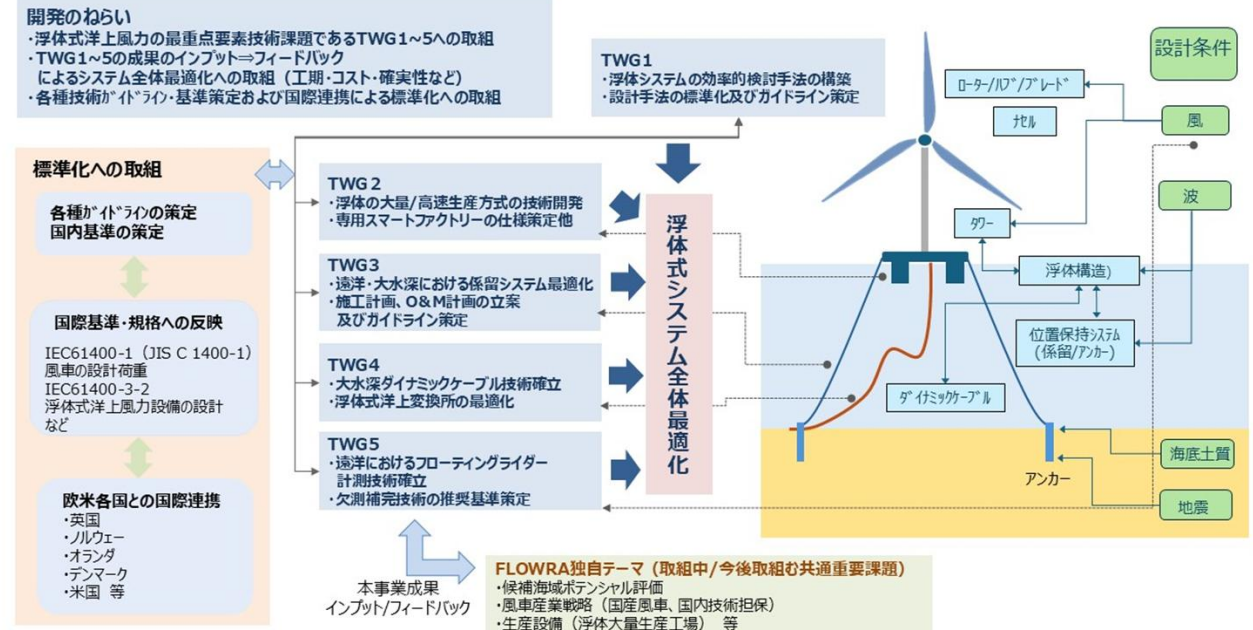 開発のねらい
・浮体式洋上風力の最重点要素技術課題であるTWG1~5への取組
・TWG1~5の成果のインプット⇒フィードバック
によるシステム全体最適化への取組（工期・コスト・確実性など）
・各種技術ｶﾞｲﾄﾞﾗｲﾝ・基準策定および国際連携による標準化への取組
TWG1
・浮体システムの効率的検討手法の構築
・設計手法の標準化及びガイドライン策定
標準化への取組
各種ｶﾞｲﾄﾞﾗｲﾝの策定
国内基準の策定
国際基準・規格への反映
IEC61400-1（JIS C 1400-1）
風車の設計荷重
IEC61400-3-2
浮体式洋上風力設備の設計
など
欧米各国との国際連携
・英国
・ノルウェー
・オランダ
・デンマーク
・米国 等
TWG２
・浮体の大量/高速生産方式の技術開発
・専用スマートファクトリーの仕様策定他
TWG3
・遠洋・大水深における係留システム最適化
・施工計画、O&M計画の立案
及びガイドライン策定
TWG4
・大水深ダイナミックケーブル技術確立
・浮体式洋上変換所の最適化
TWG5
・遠洋におけるフローティングライダー
計測技術確立
・欠測補完技術の推奨基準策定
浮体式システム全体最適化
本事業成果
インプット/フィードバック
FLOWRA独自テーマ（取組中/今後取組む共通重要課題）
・候補海域ポテンシャル評価
・風車産業戦略（国産風車、国内技術担保）
・生産設備（浮体大量生産工場） 等
設計条件
ﾛｰﾀｰ/ﾊﾌﾞ/ﾌﾞﾚｰﾄﾞ
ﾅｾﾙ
風
波
ﾀﾜｰ
浮体構造)
位置保持ｼｽﾃﾑ
(係留/ｱﾝｶｰ)
ﾀﾞｲﾅﾐｯｸｹｰﾌﾞﾙ
アンカー
海底土質
地震